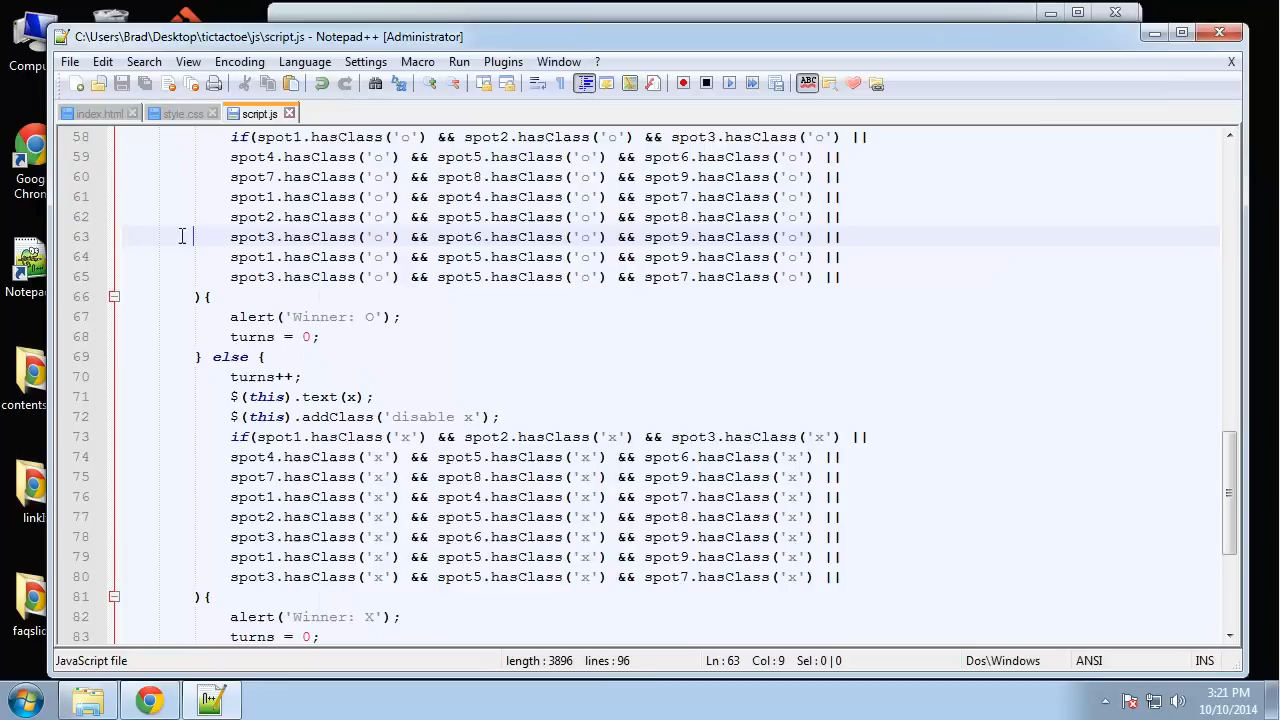 Compu
Goog
Chron
Notep
contents
linkI
faqslic
C:\Users\Brad\Desktop\tictactoe\js\script.js - Notepad++ [Administrator]
File Edit Search View Encoding Language Settings Macro Run Plugins Window ? X
index.html style.css script.js
58 if(spot1.hasClass('o') && spot2.hasClass('o') && spot3.hasClass('o') ||
59 spot4.hasClass('o') && spot5.hasClass('o') && spot6.hasClass('o') ||
60 spot7.hasClass('o') && spot8.hasClass('o') && spot9.hasClass('o') ||
61 spot1.hasClass('o') && spot4.hasClass('o') && spot7.hasClass('o') ||
62 spot2.hasClass('o') && spot5.hasClass('o') && spot8.hasClass('o') ||
63 spot3.hasClass('o') && spot6.hasClass('o') && spot9.hasClass('o') ||
64 spot1.hasClass('o') && spot5.hasClass('o') && spot9.hasClass('o') ||
65 spot3.hasClass('o') && spot5.hasClass('o') && spot7.hasClass('o') ||
66 ){
67 alert('Winner: O');
68 turns = 0;
69 } else {
70 turns++;
71 $(this).text(x);
72 $(this).addClass('disable x');
73 if(spot1.hasClass('x') && spot2.hasClass('x') && spot3.hasClass('x') ||
74 spot4.hasClass('x') && spot5.hasClass('x') && spot6.hasClass('x') ||
75 spot7.hasClass('x') && spot8.hasClass('x') && spot9.hasClass('x') ||
76 spot1.hasClass('x') && spot4.hasClass('x') && spot7.hasClass('x') ||
77 spot2.hasClass('x') && spot5.hasClass('x') && spot8.hasClass('x') ||
78 spot3.hasClass('x') && spot6.hasClass('x') && spot9.hasClass('x') ||
79 spot1.hasClass('x') && spot5.hasClass('x') && spot9.hasClass('x') ||
80 spot3.hasClass('x') && spot5.hasClass('x') && spot7.hasClass('x') ||
81 ){
82 alert('Winner: X');
83 turns = 0;
JavaScript file length : 3896 lines : 96 Ln : 63 Col : 9 Sel : 0 | 0 Dos\Windows ANSI INS
3:21 PM
10/10/2014